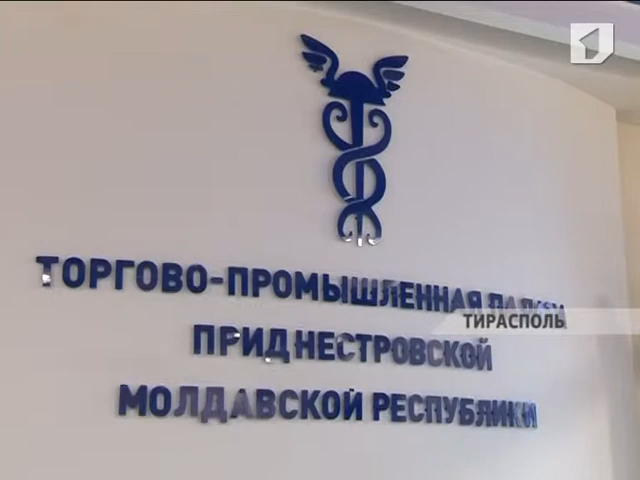 ТОРГОВО-ПРОМЫШЛЕННАЯ
ТИРАСПОЛЬ
ПРИДНЕСТРОВСКОЙ
МОЛДАВСКОЙ РЕСПУБЛИКИ